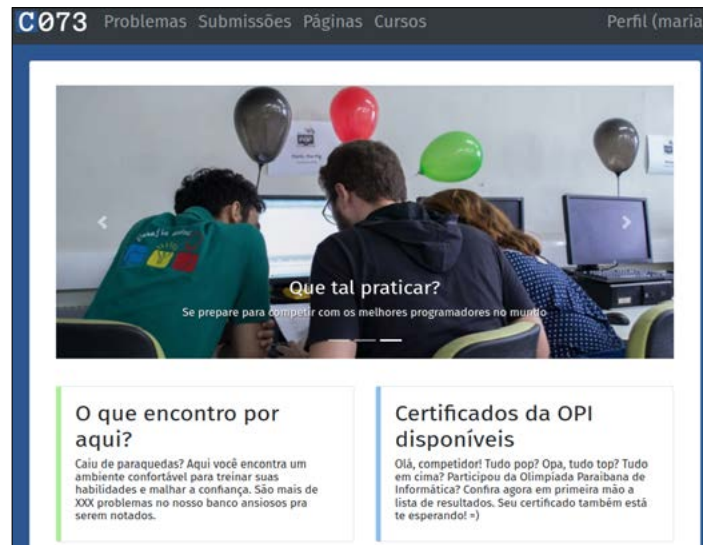 C073 Problemas Submissões Páginas Cursos Perfil (maria
Que tal praticar?
Se prepare para competir com os melhores programadores no mundo
O que encontro por
aqui?
Caiu de paraquedas? Aqui você encontra um
ambiente confortável para treinar suas
habilidades e malhar a confiança. São mais de
XXX problemas no nosso banco ansiosos pra
serem notados.
Certificados da OPI
disponíveis
Olá, competidor! Tudo pop? Opa, tudo top? Tudo
em cima? Participou da Olimpíada Paraibana de
Informática? Confira agora em primeira mão a
lista de resultados. Seu certificado também está
te esperando! =)